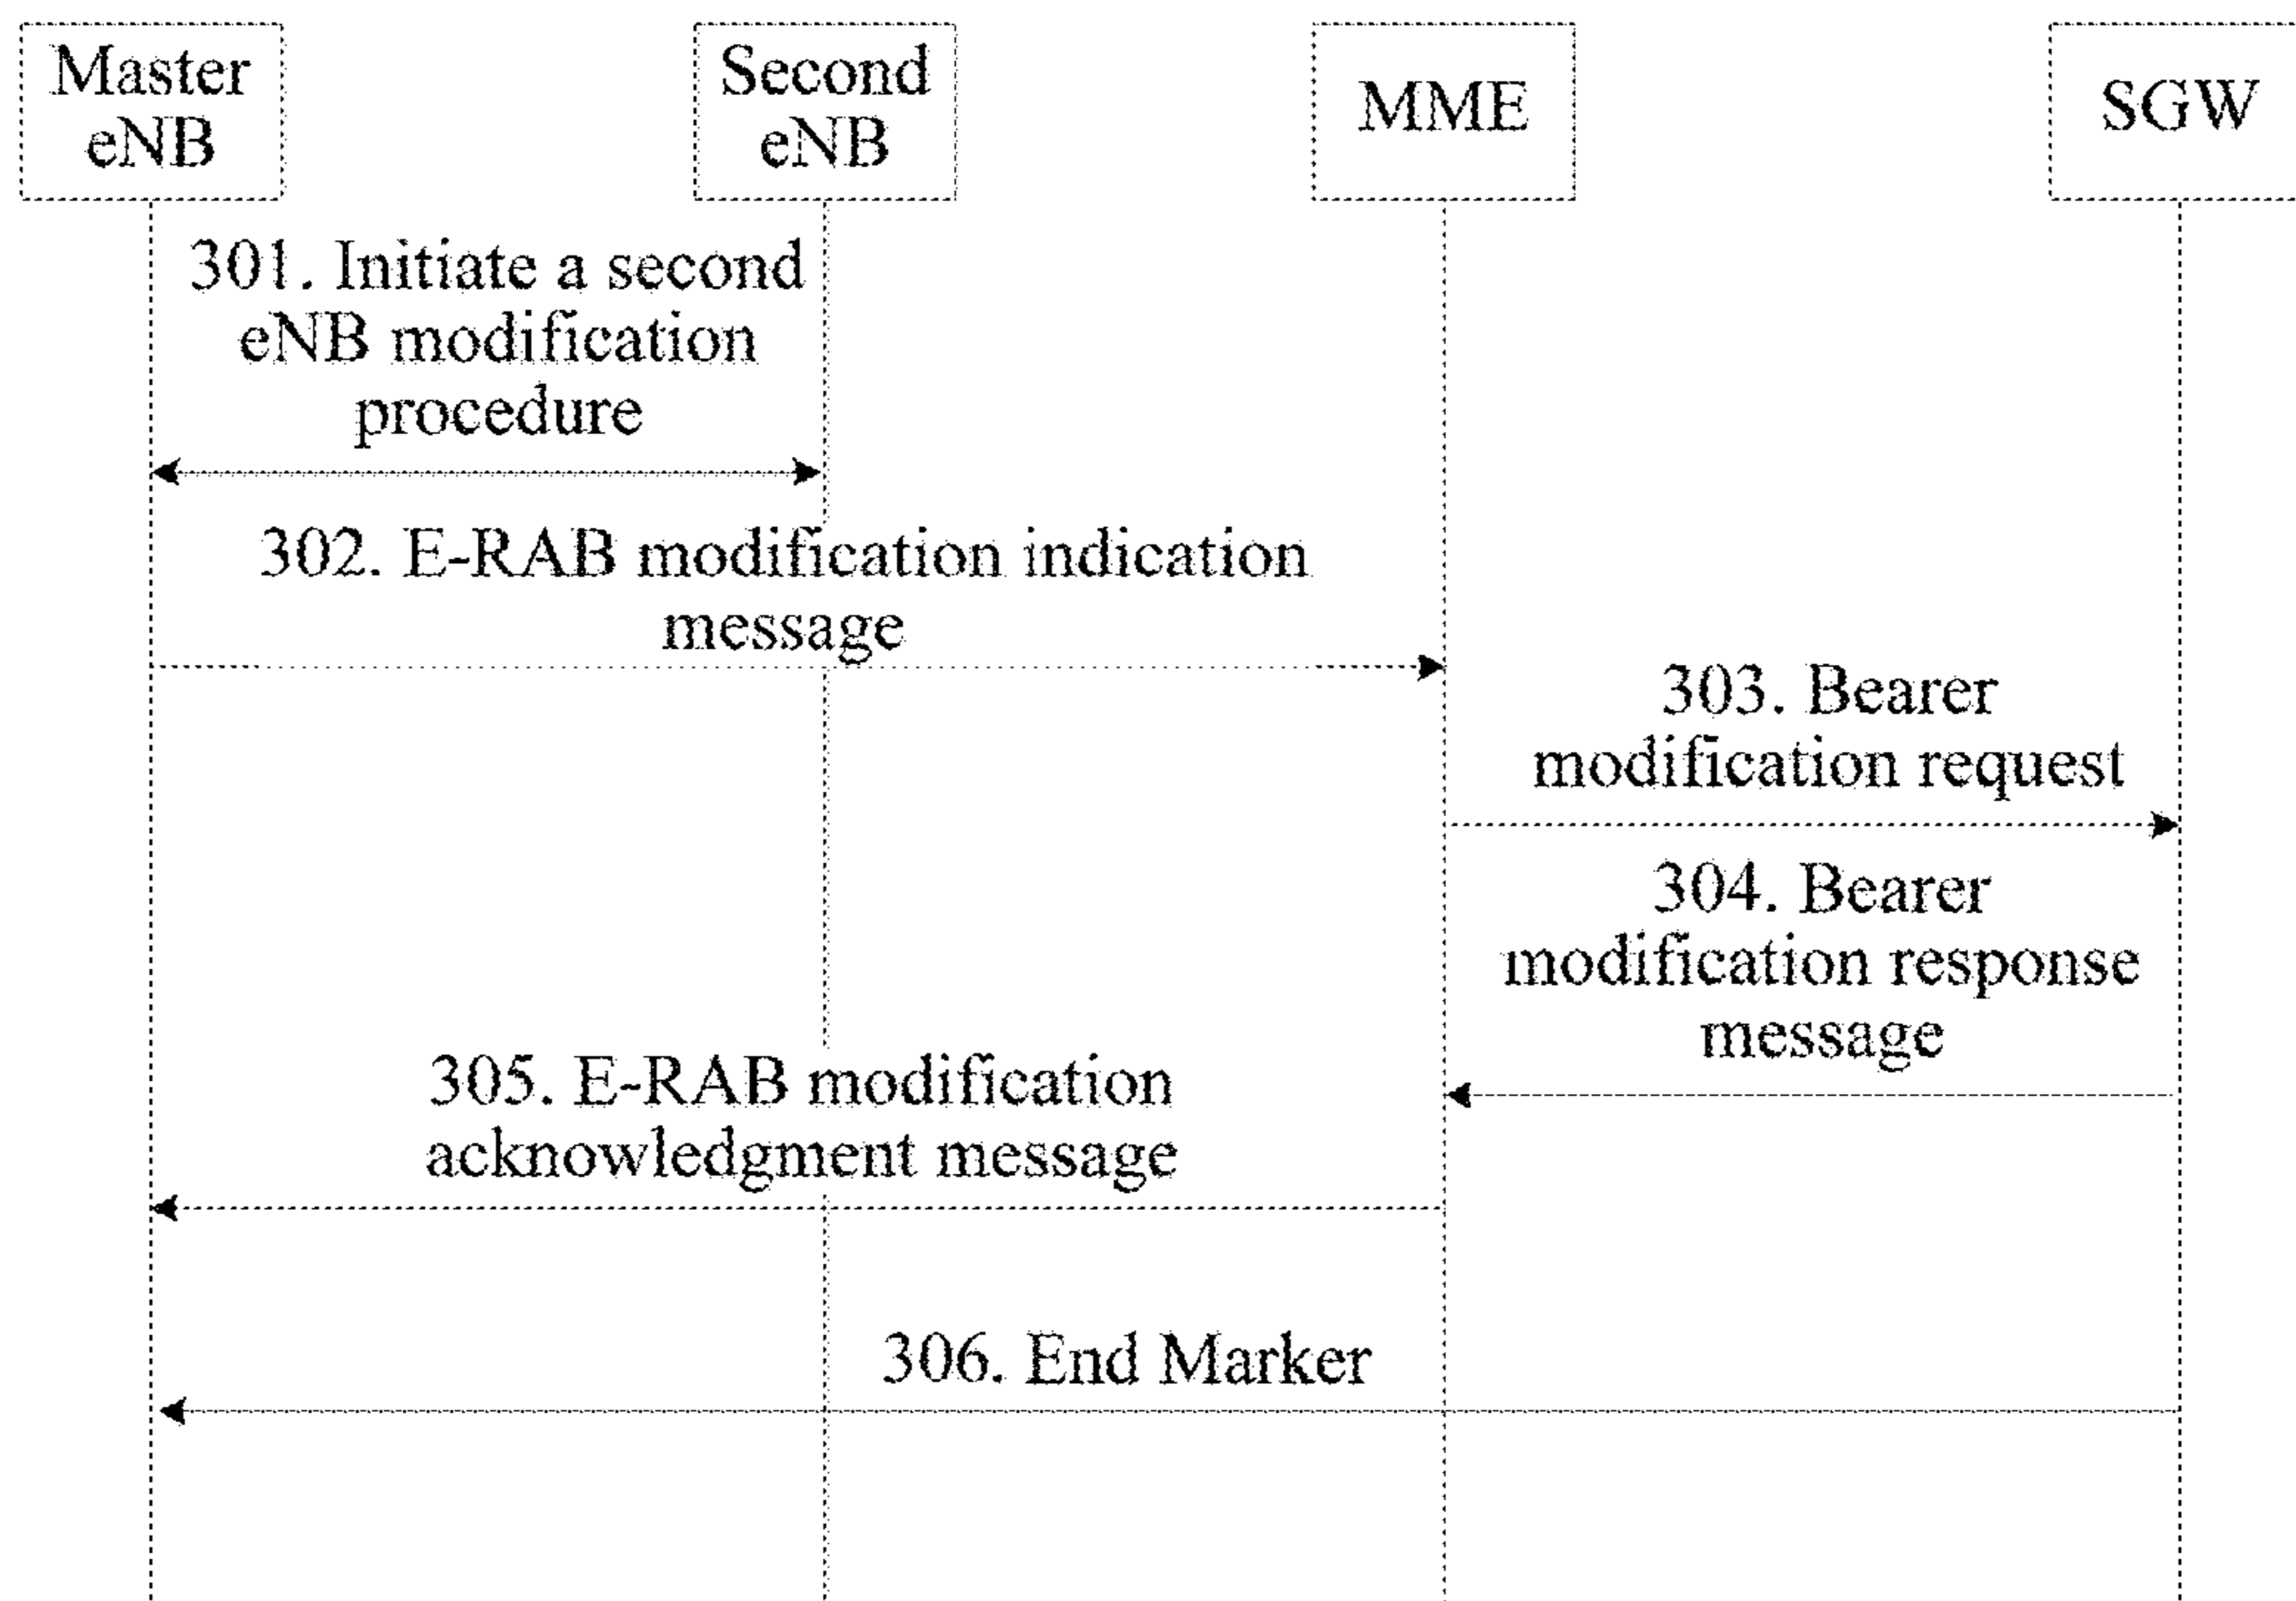 Master
eNB
Second
eNB
MME
SGW
301. Initiate a second
eNB modification
procedure
302. E-RAB modification indication
message
303. Bearer
modification request
304. Bearer
modification response
message
305. E-RAB modification
acknowledgment message
306. End Marker